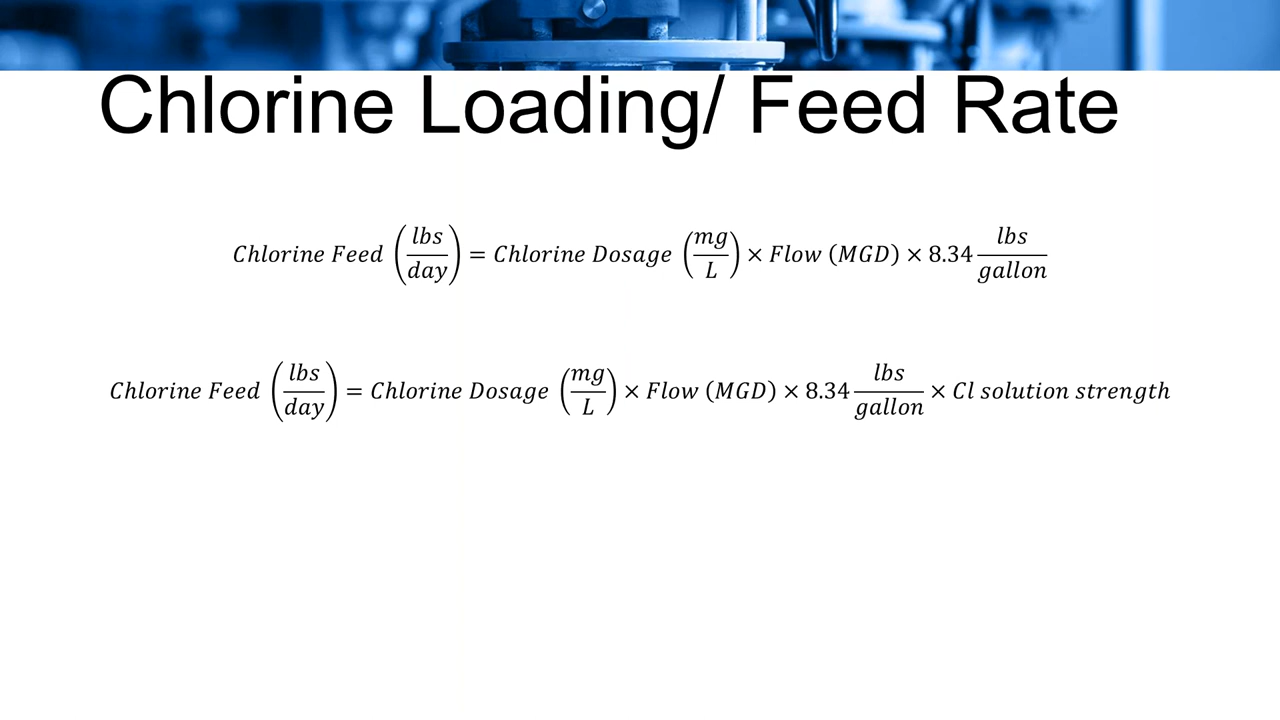 Chlorine Loading/ Feed Rate
Chlorine Feed (lbs/day) = Chlorine Dosage (mg/L) × Flow (MGD) × 8.34 lbs/gallon
Chlorine Feed (lbs/day) = Chlorine Dosage (mg/L) × Flow (MGD) × 8.34 lbs/gallon × Cl solution strength